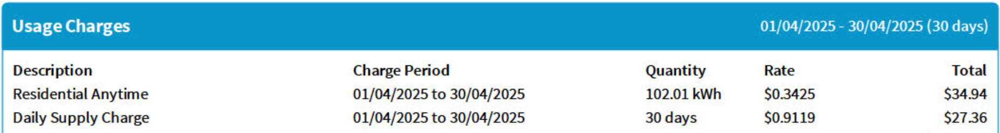 Usage Charges 01/04/2025 - 30/04/2025 (30 days)
Description Charge Period Quantity Rate Total
Residential Anytime 01/04/2025 to 30/04/2025 102.01 kWh $0.3425 $34.94
Daily Supply Charge 01/04/2025 to 30/04/2025 30 days $0.9119 $27.36